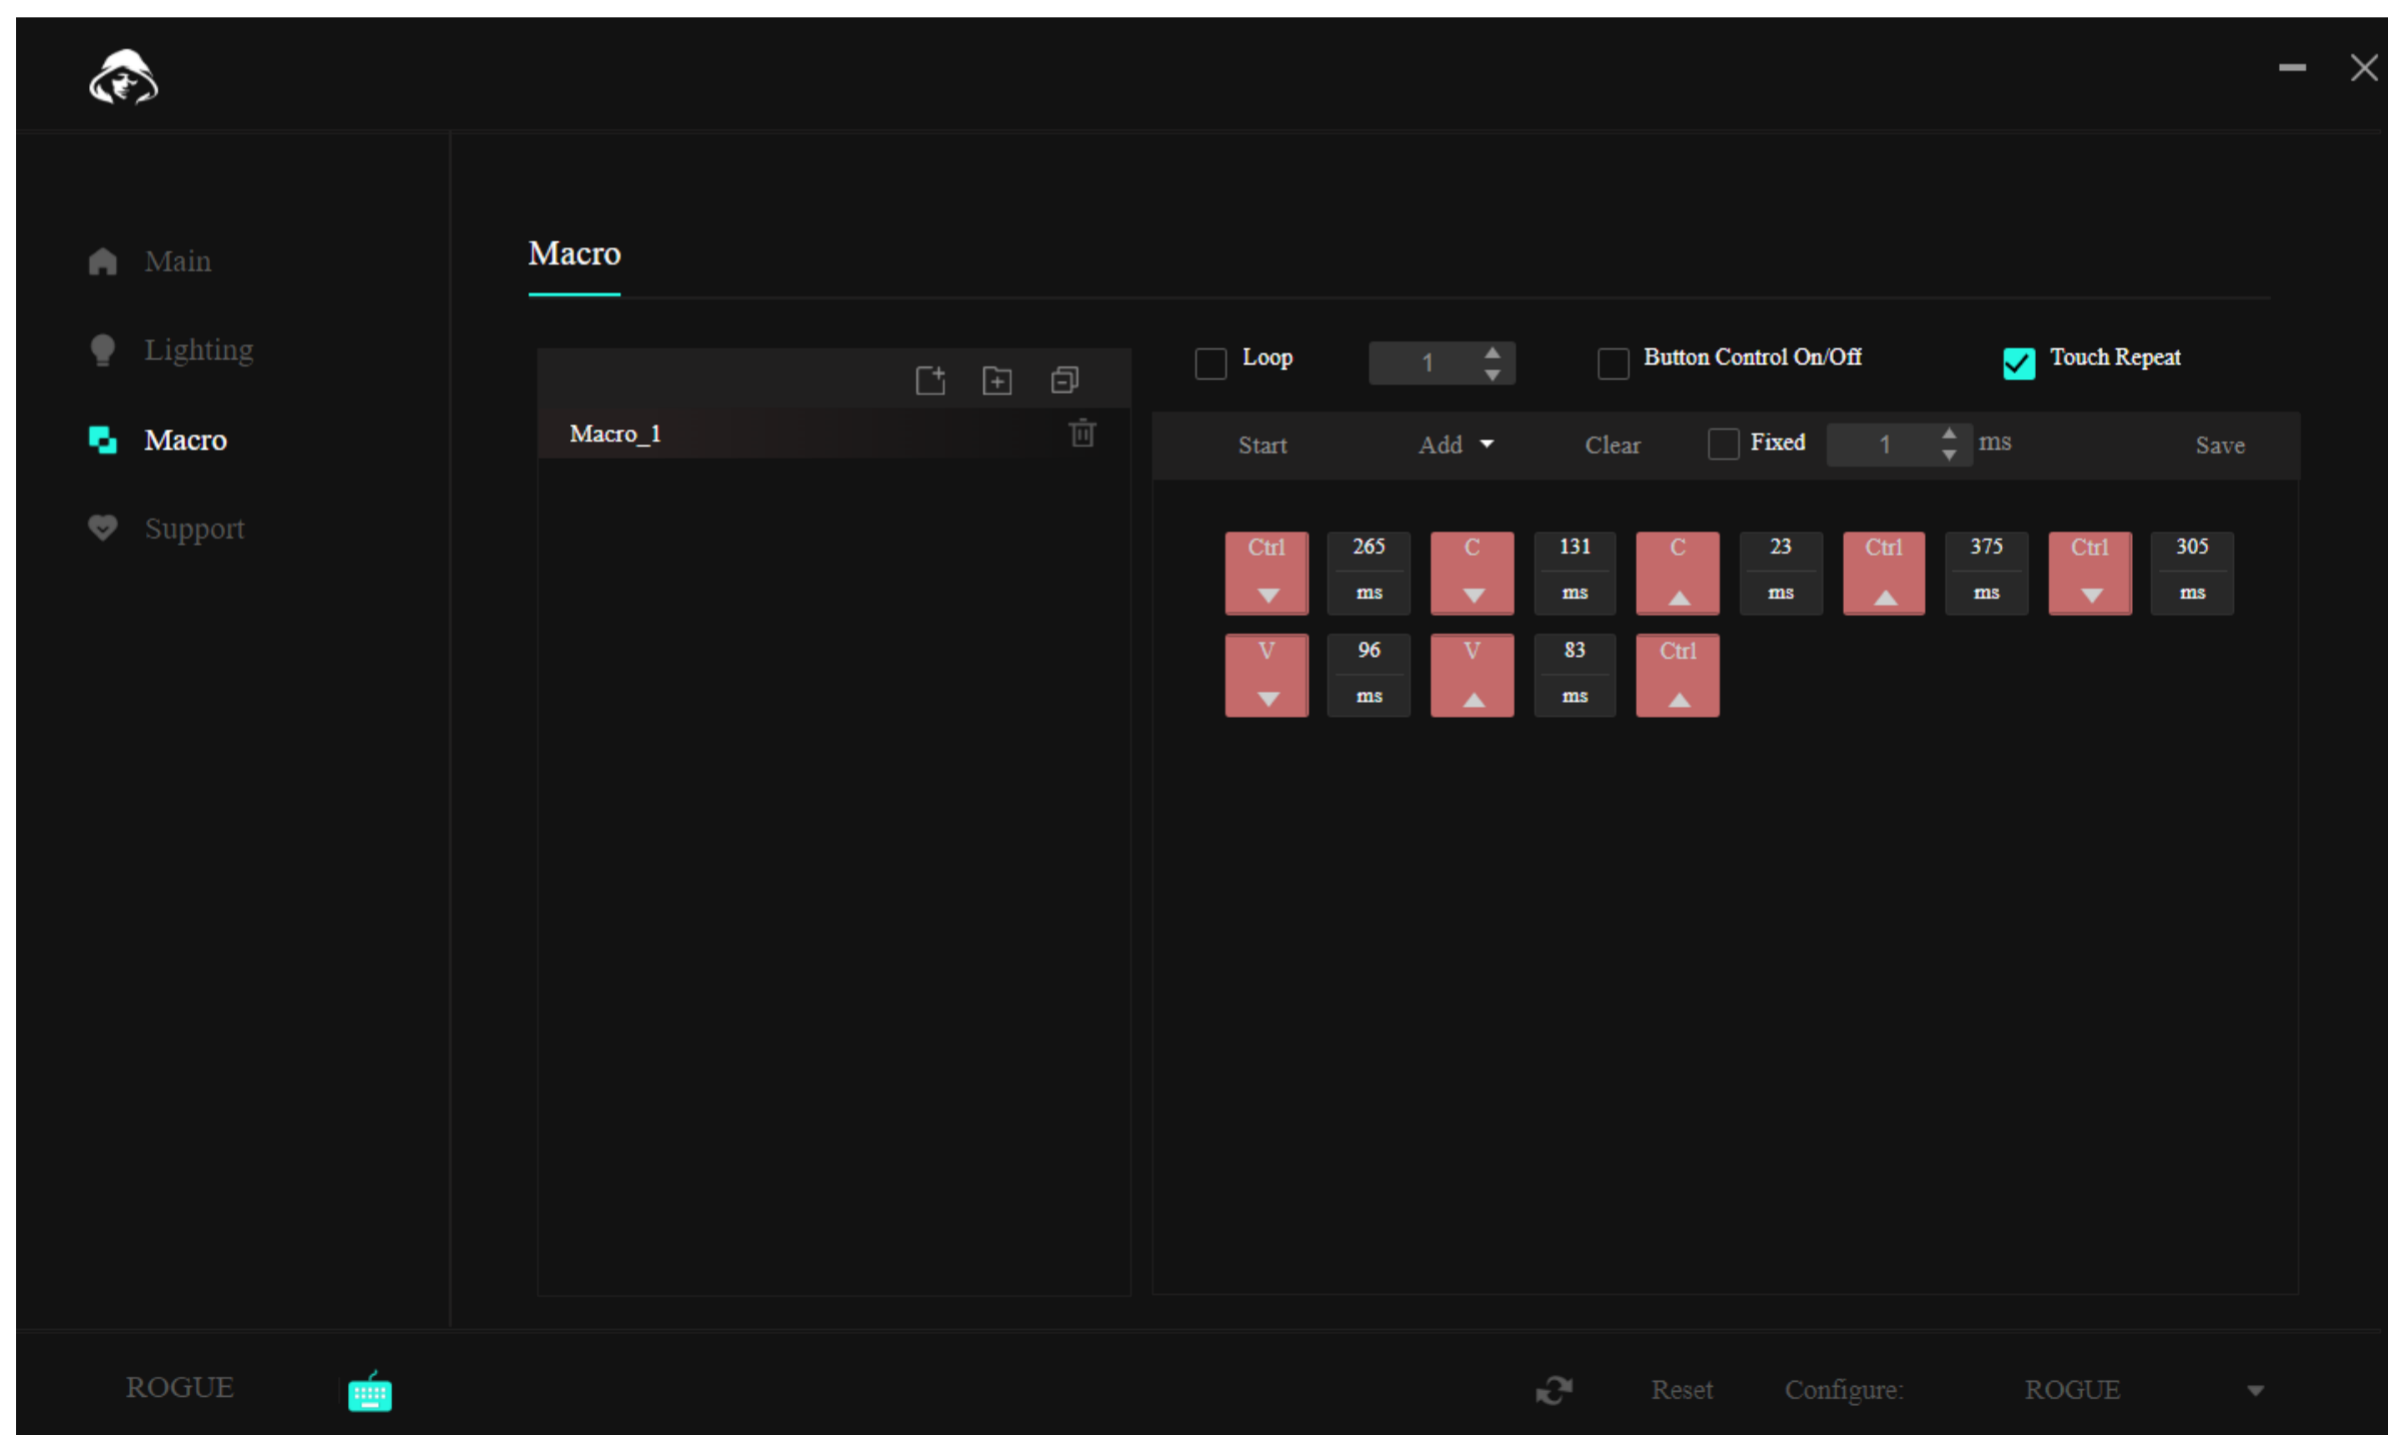 Main
Lighting
Macro
Support
Macro
Macro_1
Loop 1 Button Control On/Off Touch Repeat
Start Add Clear Fixed 1 ms Save
Ctrl 265 ms C 131 ms C 23 ms Ctrl 375 ms Ctrl 305 ms
V 96 ms V 83 ms Ctrl
ROGUE Reset Configure: ROGUE